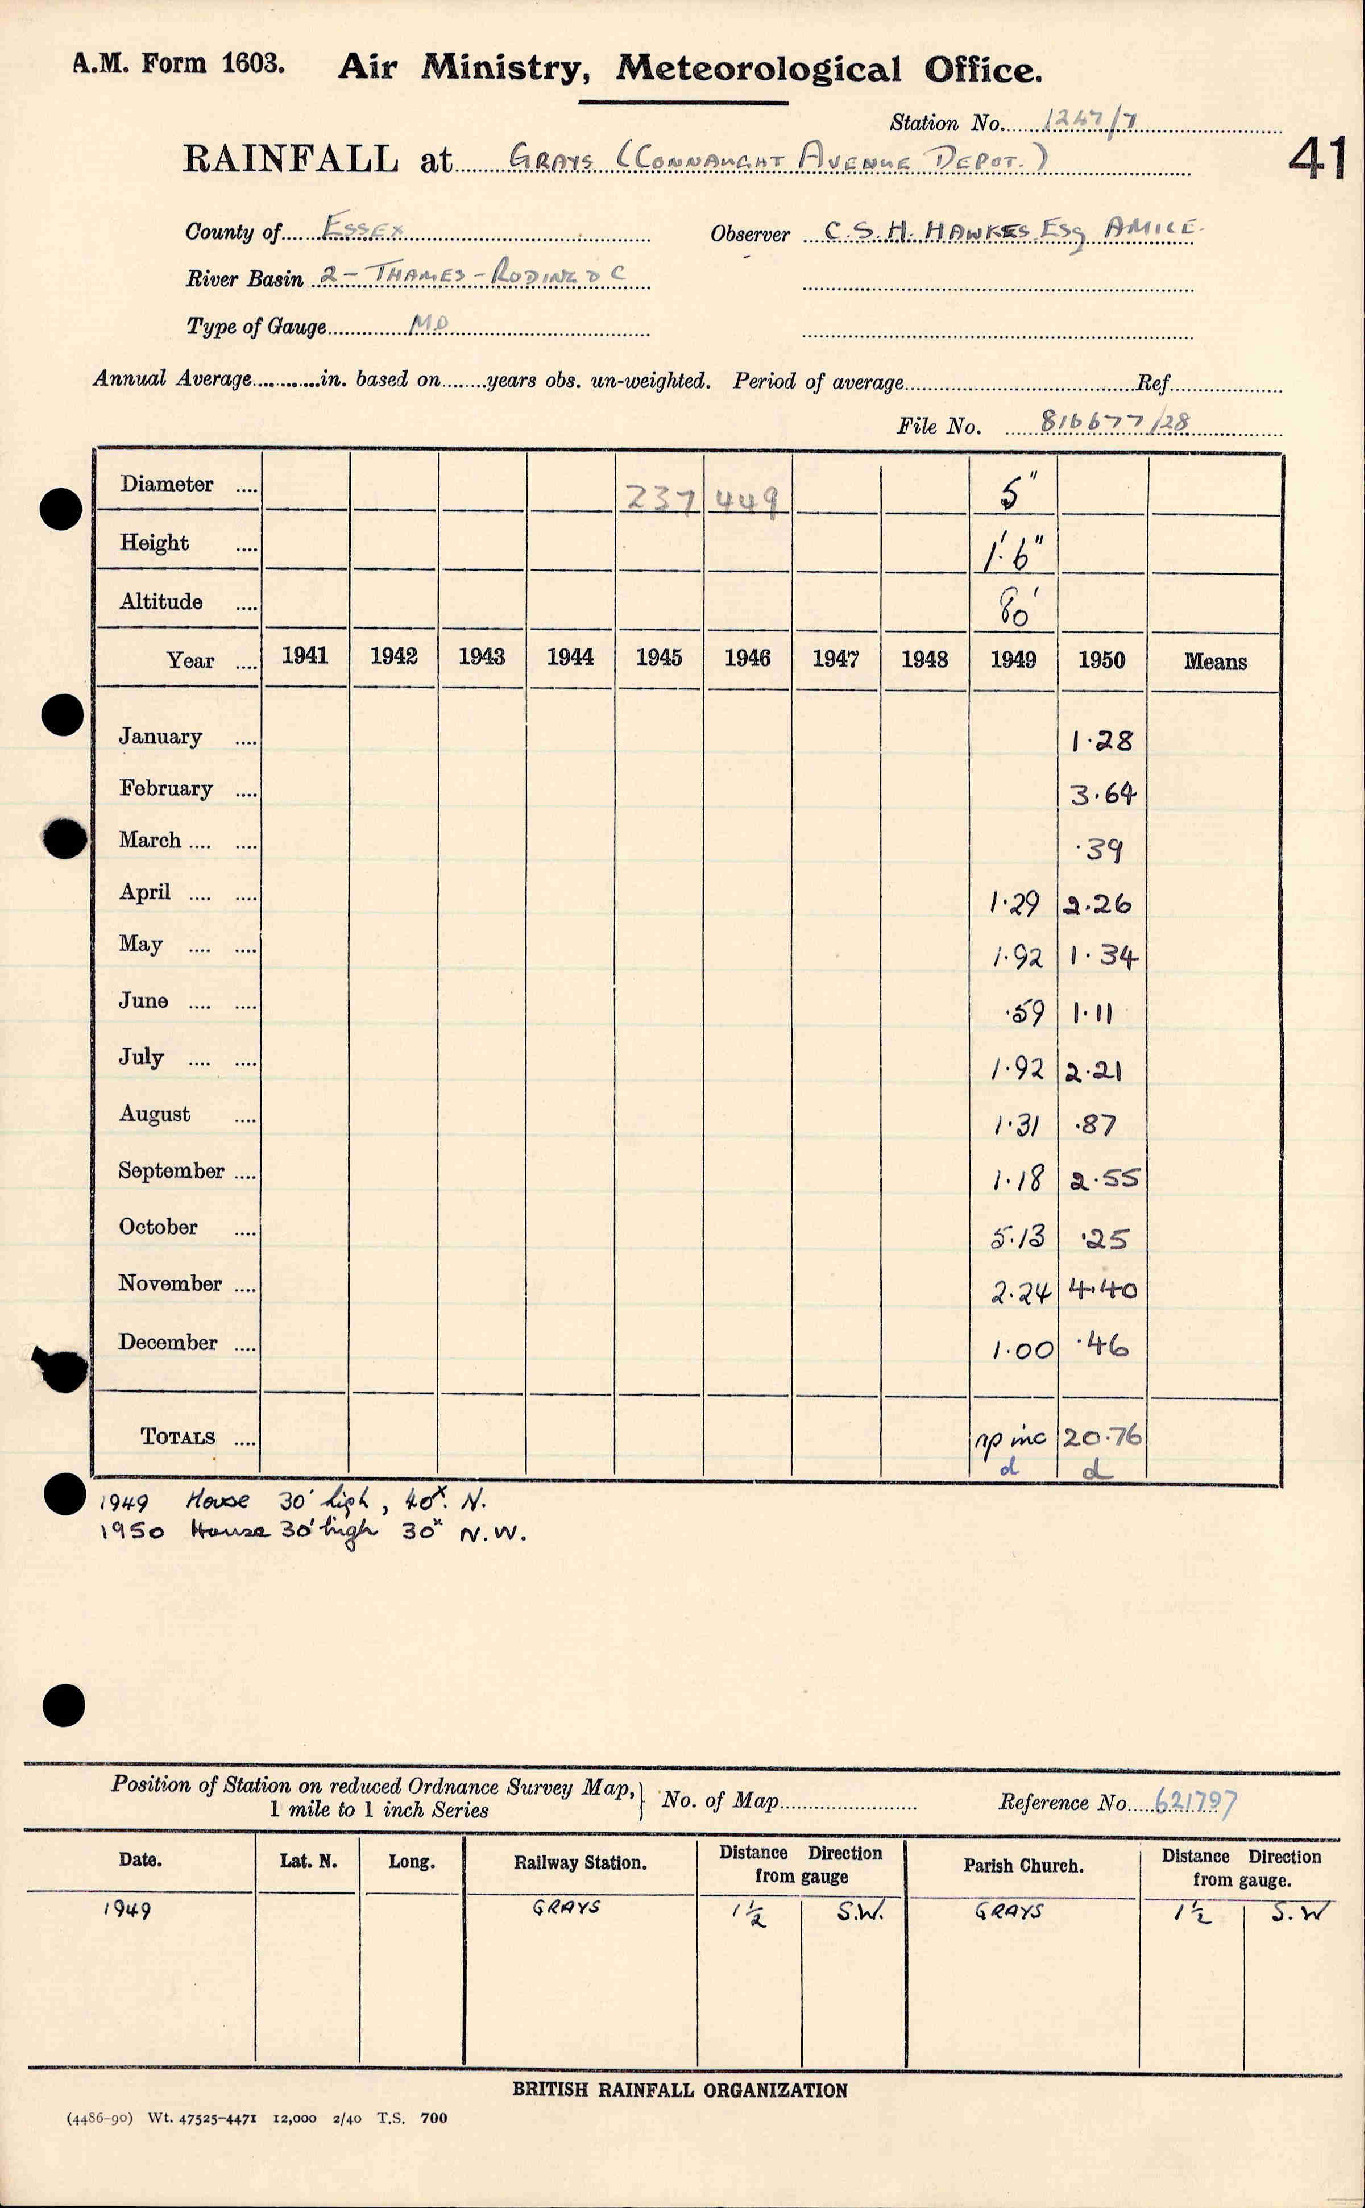 A.M. Form 1603. Air Ministry, Meteorological Office.
Station No. 1247/7
RAINFALL at GRAYS (CONNAUGHT AVENUE DEPOT.)
41
County of ESSEX Observer C.S.H. HAWKES Esq AMICE.
River Basin 2 - THAMES - RODING D C
Type of Gauge MO
Annual Average in. based on years obs. un-weighted. Period of average Ref
File No. 816677/28
Diameter 237 449 5"
Height 1'.6"
Altitude 80'
Year 1941 1942 1943 1944 1945 1946 1947 1948 1949 1950 Means
January 1.28
February 3.64
March .39
April 1.29 2.26
May 1.92 1.34
June .59 1.11
July 1.92 2.21
August 1.31 .87
September 1.18 2.55
October 5.13 .25
November 2.24 4.40
December 1.00 .46
TOTALS np inc 20.76
d d
1949 House 30' high, 40x. N.
1950 House 30' high 30x N.W.
Position of Station on reduced Ordnance Survey Map,
1 mile to 1 inch Series
No. of Map Reference No. 621797
Date. Lat. N. Long. Railway Station. Distance from gauge Direction Parish Church. Distance from gauge. Direction
1949 GRAYS 1½ S.W. GRAYS 1½ S.W
BRITISH RAINFALL ORGANIZATION
(4486-90) Wt. 47525-4471 12,000 2/40 T.S. 700